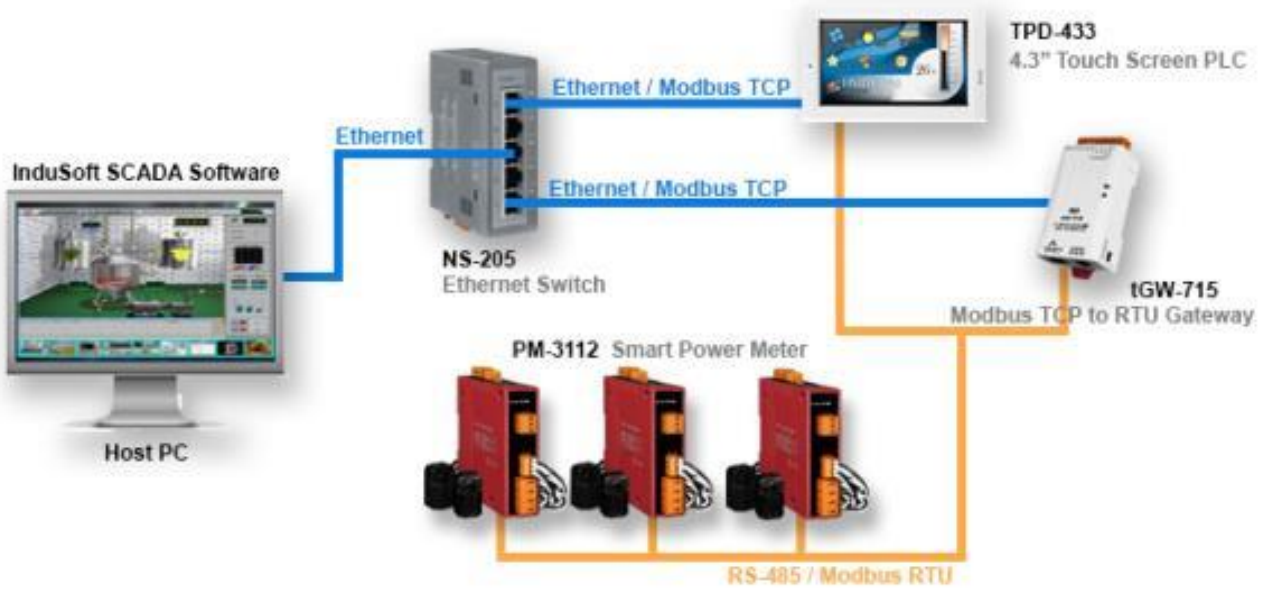 TPD-433
4.3" Touch Screen PLC
Ethernet / Modbus TCP
Ethernet
InduSoft SCADA Software
Ethernet / Modbus TCP
NS-205
Ethernet Switch
tGW-715
Modbus TCP to RTU Gateway
PM-3112 Smart Power Meter
Host PC
RS-485 / Modbus RTU